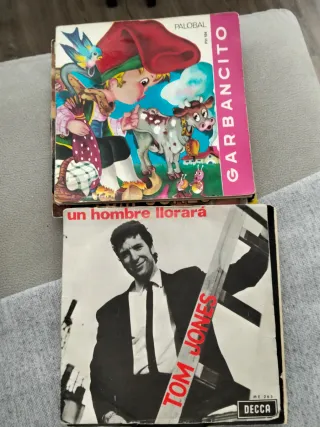 PALOBAL
GARBANCITO
un hombre llorará
TOM JONES
DECCA